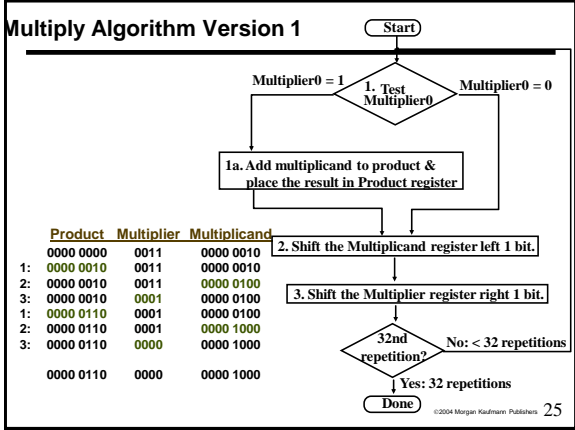 Multiply Algorithm Version 1
Start
Multiplier0 = 1
1. Test
Multiplier0
Multiplier0 = 0
1a. Add multiplicand to product &
place the result in Product register
Product Multiplier Multiplicand
0000 0000 0011 0000 0010
1: 0000 0010 0011 0000 0010
2: 0000 0010 0011 0000 0100
3: 0000 0010 0001 0000 0100
1: 0000 0110 0001 0000 0100
2: 0000 0110 0001 0000 1000
3: 0000 0110 0000 0000 1000
0000 0110 0000 0000 1000
2. Shift the Multiplicand register left 1 bit.
3. Shift the Multiplier register right 1 bit.
32nd
repetition?
No: < 32 repetitions
Yes: 32 repetitions
Done
©2004 Morgan Kaufmann Publishers 25